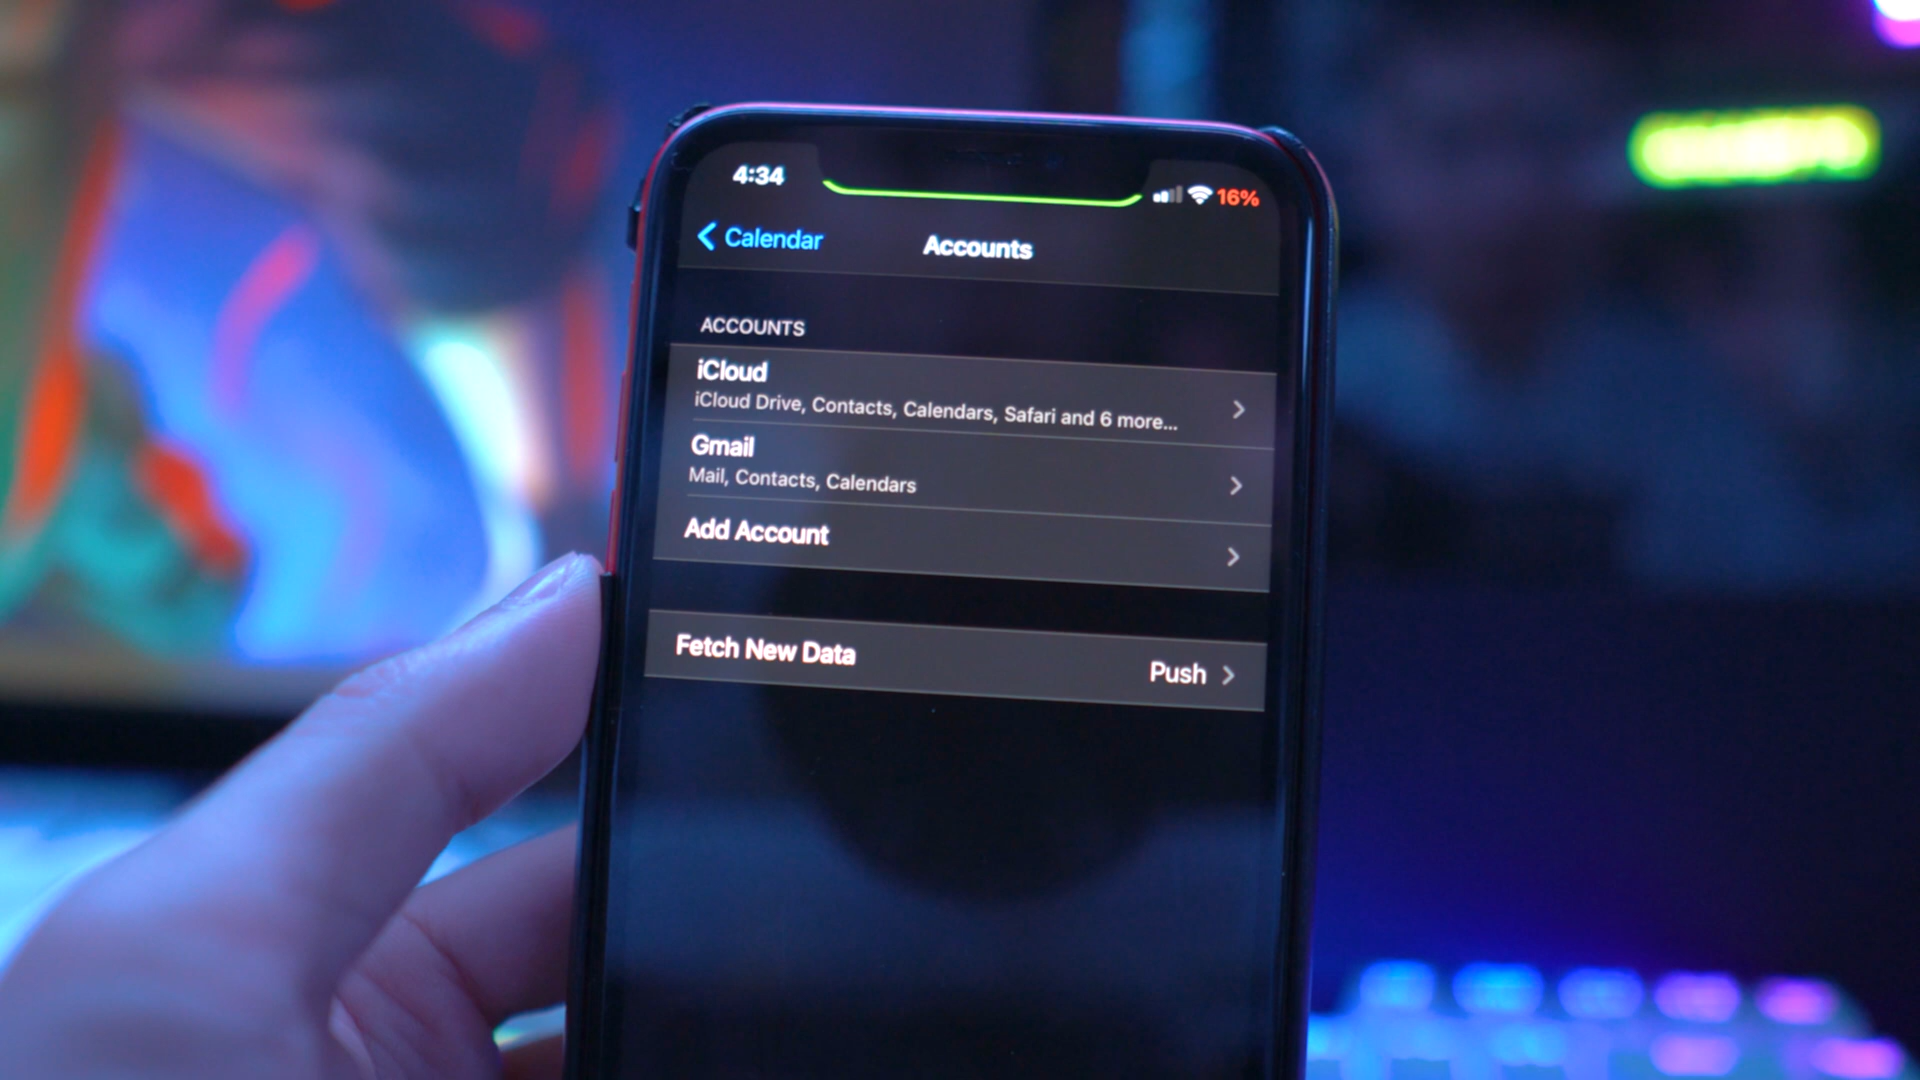 4:34
16%
Calendar
Accounts
ACCOUNTS
iCloud
iCloud Drive, Contacts, Calendars, Safari and 6 more...
Gmail
Mail, Contacts, Calendars
Add Account
Fetch New Data
Push